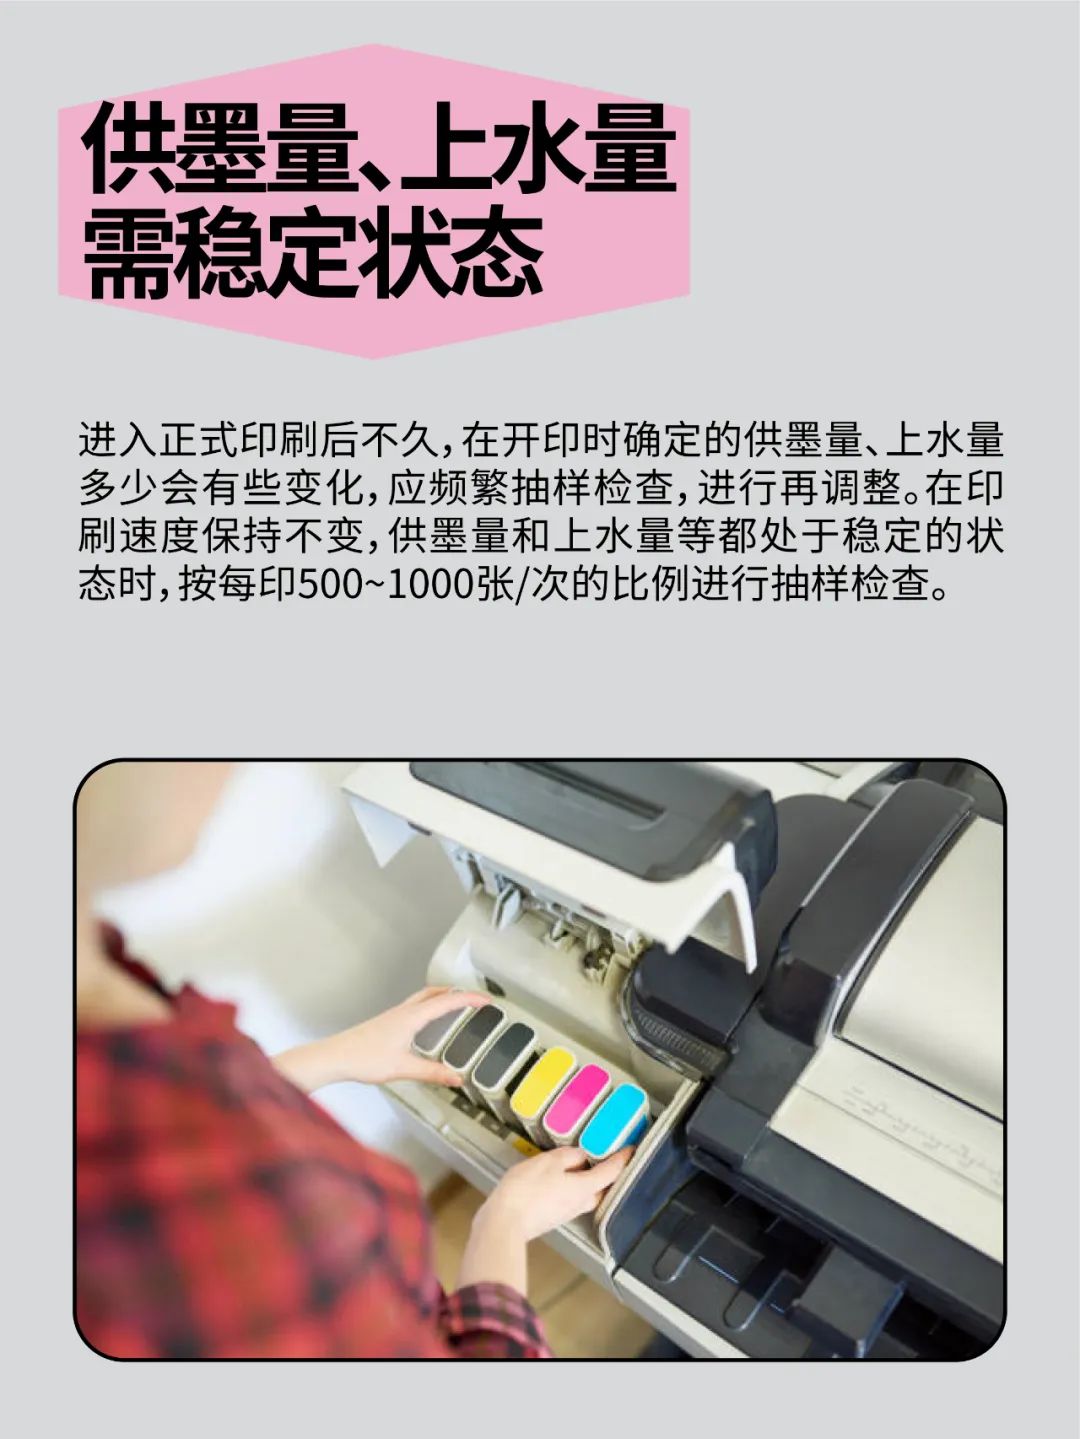 供墨量、上水量
需稳定状态
进入正式印刷后不久，在开印时确定的供墨量、上水量
多少会有些变化，应频繁抽样检查，进行再调整。在印
刷速度保持不变，供墨量和上水量等都处于稳定的状
态时，按每印500~1000张/次的比例进行抽样检查。